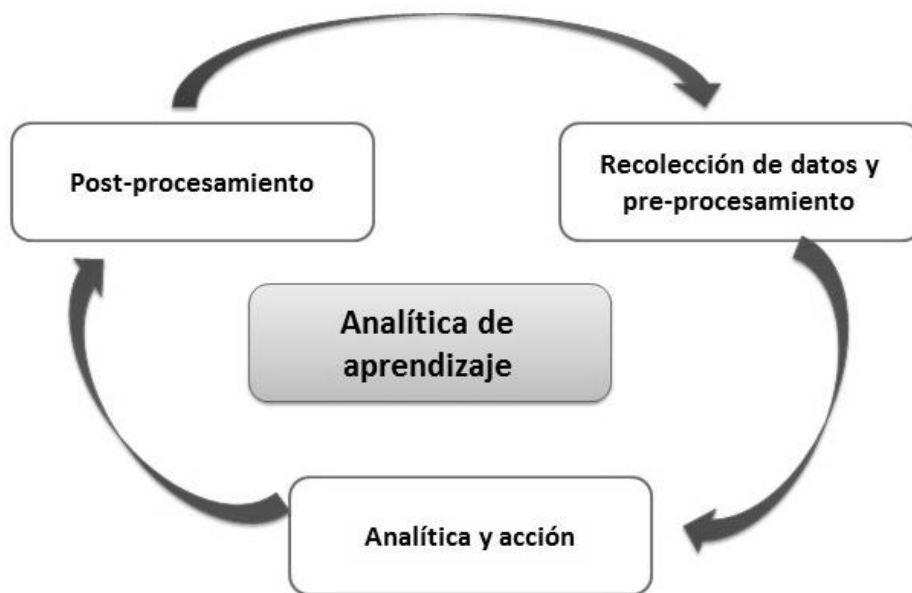 Post-procesamiento
Recolección de datos y
pre-procesamiento
Analítica de
aprendizaje
Analítica y acción